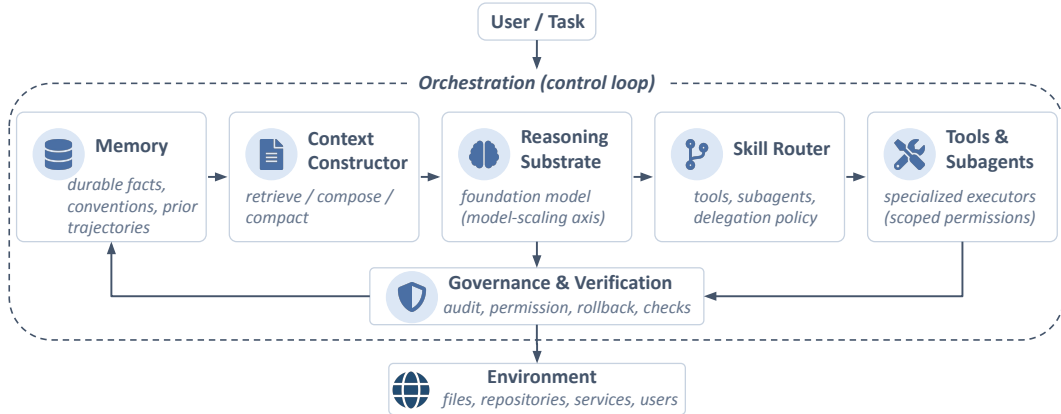 User / Task
Orchestration (control loop)
Memory
durable facts,
conventions, prior
trajectories
Context
Constructor
retrieve / compose /
compact
Reasoning
Substrate
foundation model
(model-scaling axis)
Skill Router
tools, subagents,
delegation policy
Tools &
Subagents
specialized executors
(scoped permissions)
Governance & Verification
audit, permission, rollback, checks
Environment
files, repositories, services, users